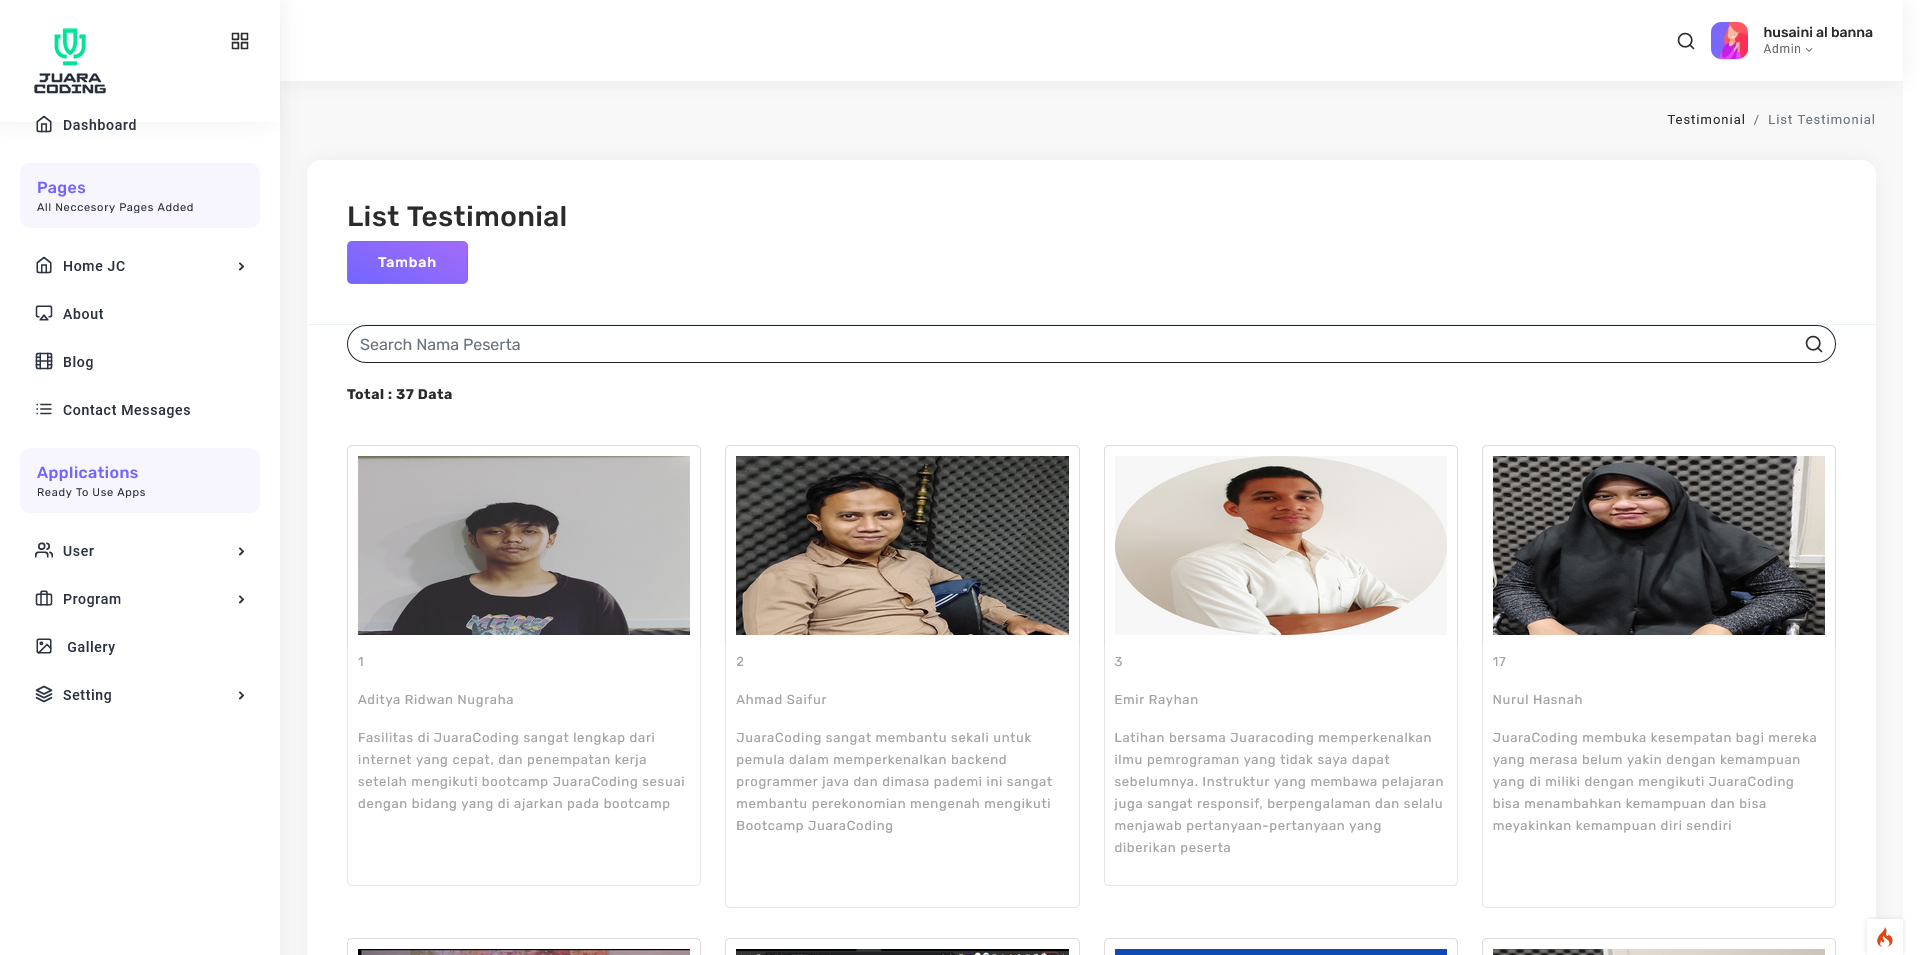 JUARA
CODING
husaini al banna
Admin
Dashboard
Testimonial / List Testimonial
Pages
All Neccesory Pages Added
List Testimonial
Tambah
Home JC
About
Search Nama Peserta
Blog
Total : 37 Data
Contact Messages
Applications
Ready To Use Apps
User
Program
Gallery
Setting
1
Aditya Ridwan Nugraha
Fasilitas di JuaraCoding sangat lengkap dari
internet yang cepat, dan penempatan kerja
setelah mengikuti bootcamp JuaraCoding sesuai
dengan bidang yang di ajarkan pada bootcamp
2
Ahmad Saifur
JuaraCoding sangat membantu sekali untuk
pemula dalam memperkenalkan backend
programmer java dan dimasa pademi ini sangat
membantu perekonomian mengenah mengikuti
Bootcamp JuaraCoding
3
Emir Rayhan
Latihan bersama Juaracoding memperkenalkan
ilmu pemrograman yang tidak saya dapat
sebelumnya. Instruktur yang membawa pelajaran
juga sangat responsif, berpengalaman dan selalu
menjawab pertanyaan-pertanyaan yang
diberikan peserta
17
Nurul Hasnah
JuaraCoding membuka kesempatan bagi mereka
yang merasa belum yakin dengan kemampuan
yang di miliki dengan mengikuti JuaraCoding
bisa menambahkan kemampuan dan bisa
meyakinkan kemampuan diri sendiri